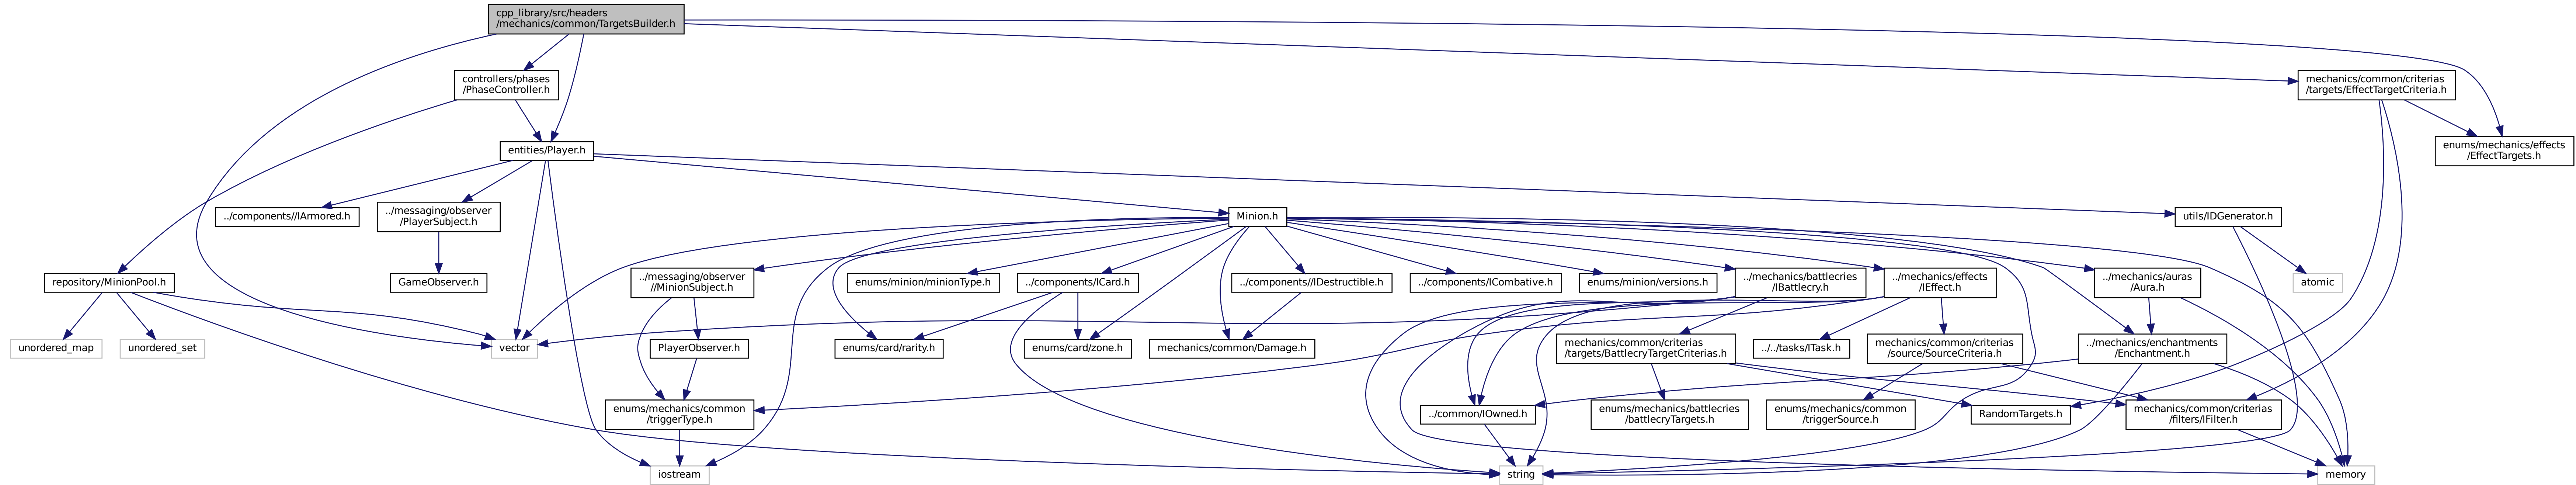 cpp_library/src/headers
/mechanics/common/TargetsBuilder.h
controllers/phases
/PhaseController.h
mechanics/common/criterias
/targets/EffectTargetCriteria.h
entities/Player.h
enums/mechanics/effects
/EffectTargets.h
../components//IArmored.h
../messaging/observer
/PlayerSubject.h
Minion.h
utils/IDGenerator.h
repository/MinionPool.h
GameObserver.h
../messaging/observer
//MinionSubject.h
enums/minion/minionType.h
../components/ICard.h
../components//IDestructible.h
../components/ICombative.h
enums/minion/versions.h
../mechanics/battlecries
/IBattlecry.h
../mechanics/effects
/IEffect.h
../mechanics/auras
/Aura.h
atomic
unordered_map
unordered_set
vector
PlayerObserver.h
enums/card/rarity.h
enums/card/zone.h
mechanics/common/Damage.h
mechanics/common/criterias
/targets/BattlecryTargetCriterias.h
../../tasks/ITask.h
mechanics/common/criterias
/source/SourceCriteria.h
../mechanics/enchantments
/Enchantment.h
enums/mechanics/common
/triggerType.h
../common/IOwned.h
enums/mechanics/battlecries
/battlecryTargets.h
enums/mechanics/common
/triggerSource.h
RandomTargets.h
mechanics/common/criterias
/filters/IFilter.h
iostream
string
memory